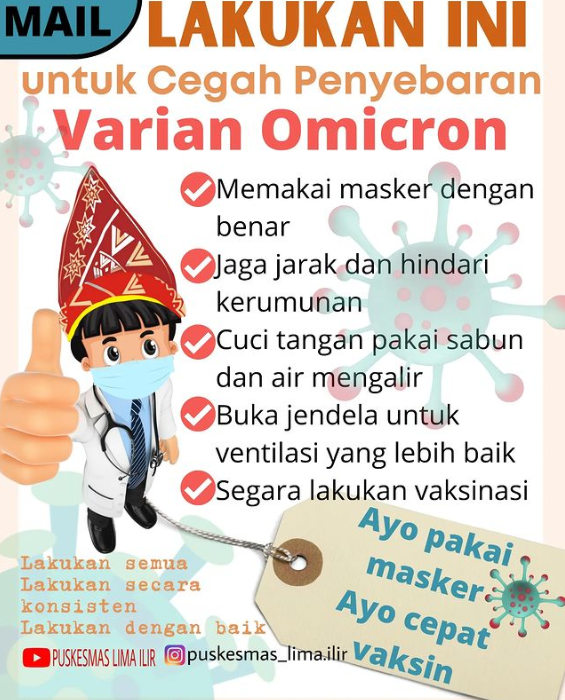 MAIL
LAKUKAN INI
untuk Cegah Penyebaran
Varian Omicron
Memakai masker dengan
benar
Jaga jarak dan hindari
kerumunan
Cuci tangan pakai sabun
dan air mengalir
Buka jendela untuk
ventilasi yang lebih baik
Segara lakukan vaksinasi
Ayo pakai
masker
Ayo cepat
vaksin
Lakukan semua
Lakukan secara
konsisten
Lakukan dengan baik
PUSKESMAS LIMA ILIR puskesmas_lima.ilir